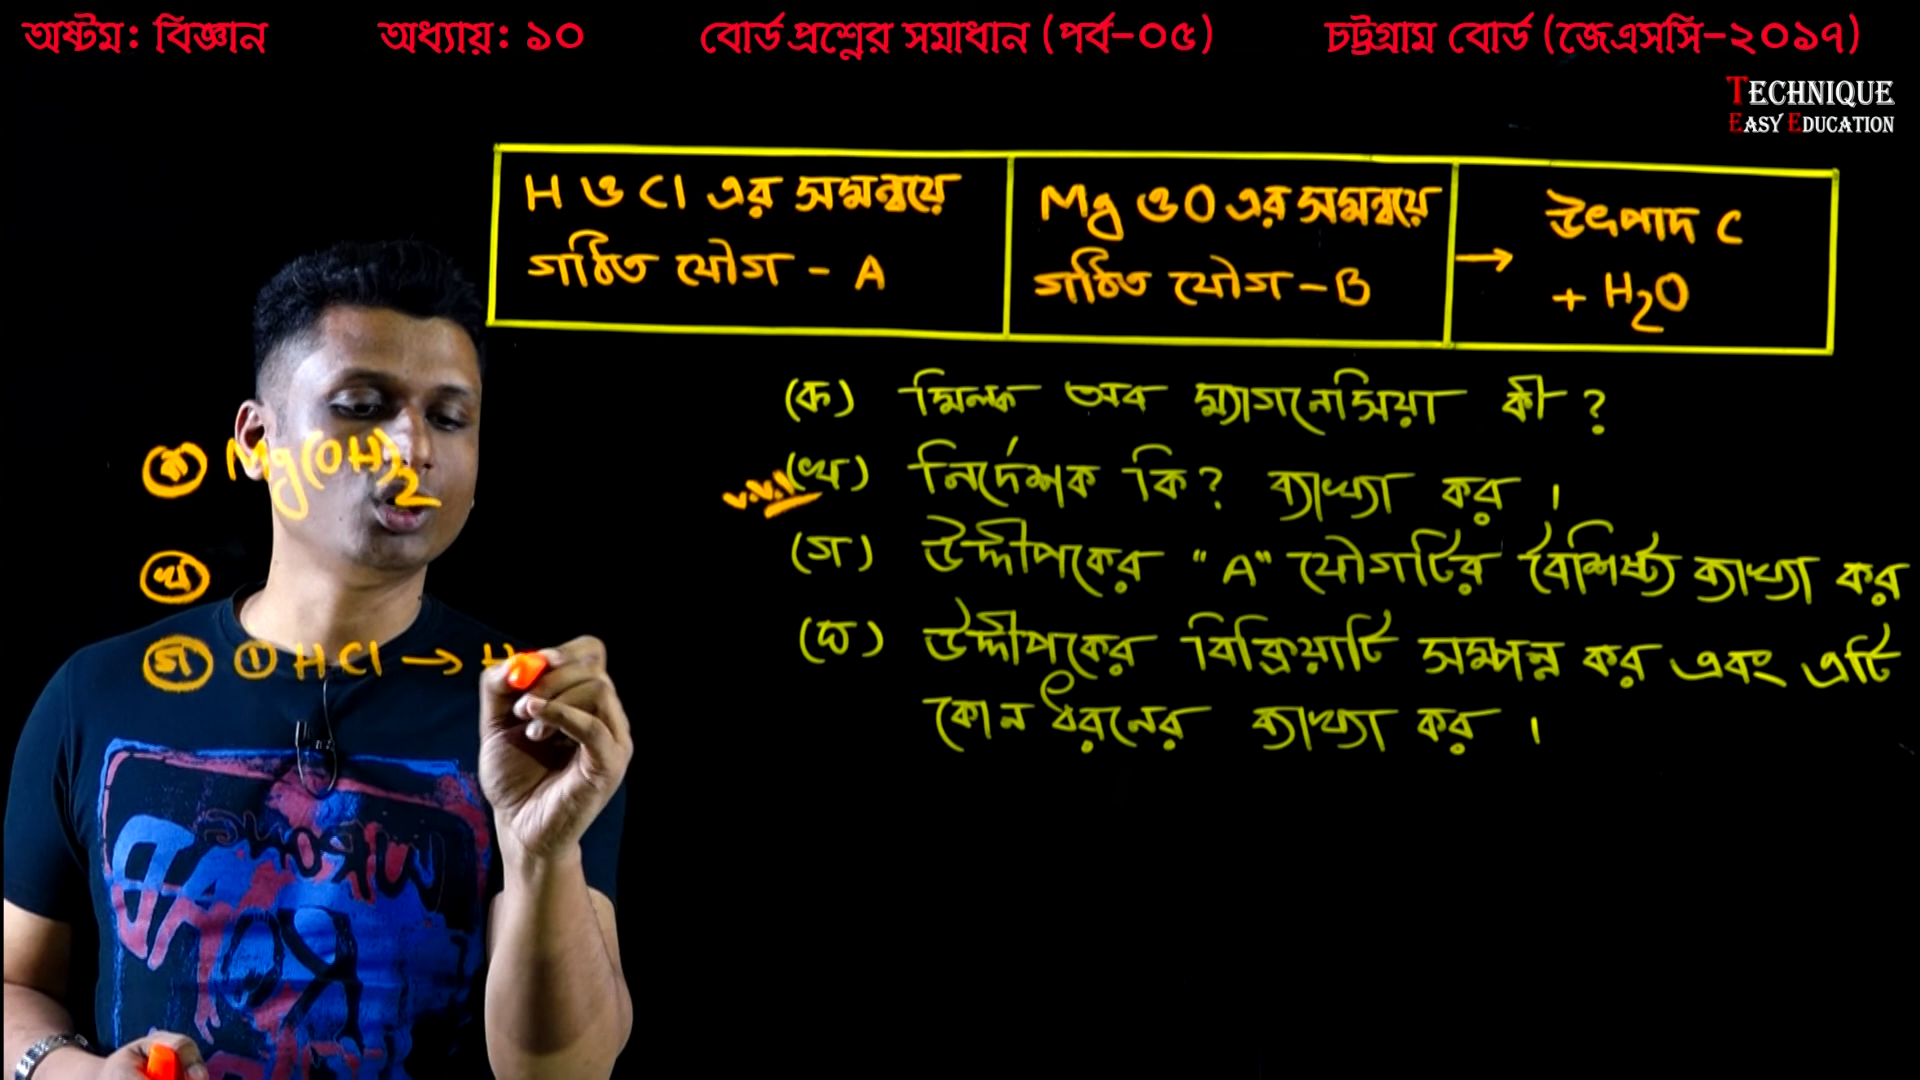 অষ্টম: বিজ্ঞান অধ্যায়: ১০ বোর্ড প্রশ্নের সমাধান (পর্ব-০৫) চট্টগ্রাম বোর্ড (জেএসসি-২০১৭)
TECHNIQUE
EASY EDUCATION
H ও Cl এর সমন্বয়ে
গঠিত যৌগ - A
Mg ও O এর সমন্বয়ে
গঠিত যৌগ - B
→ উৎপাদ C
+ H2O
(ক) মিল্ক অব ম্যাগনেসিয়া কী ?
v.v.I (খ) নির্দেশক কি? ব্যাখ্যা কর ।
(গ) উদ্দীপকের "A" যৌগটির বৈশিষ্ট্য ব্যাখ্যা কর
(ঘ) উদ্দীপকের বিক্রিয়াটি সম্পন্ন কর এবং এটি
কোন ধরনের ব্যাখ্যা কর ।
ক Mg(OH)2
খ
গ ① HCl → H